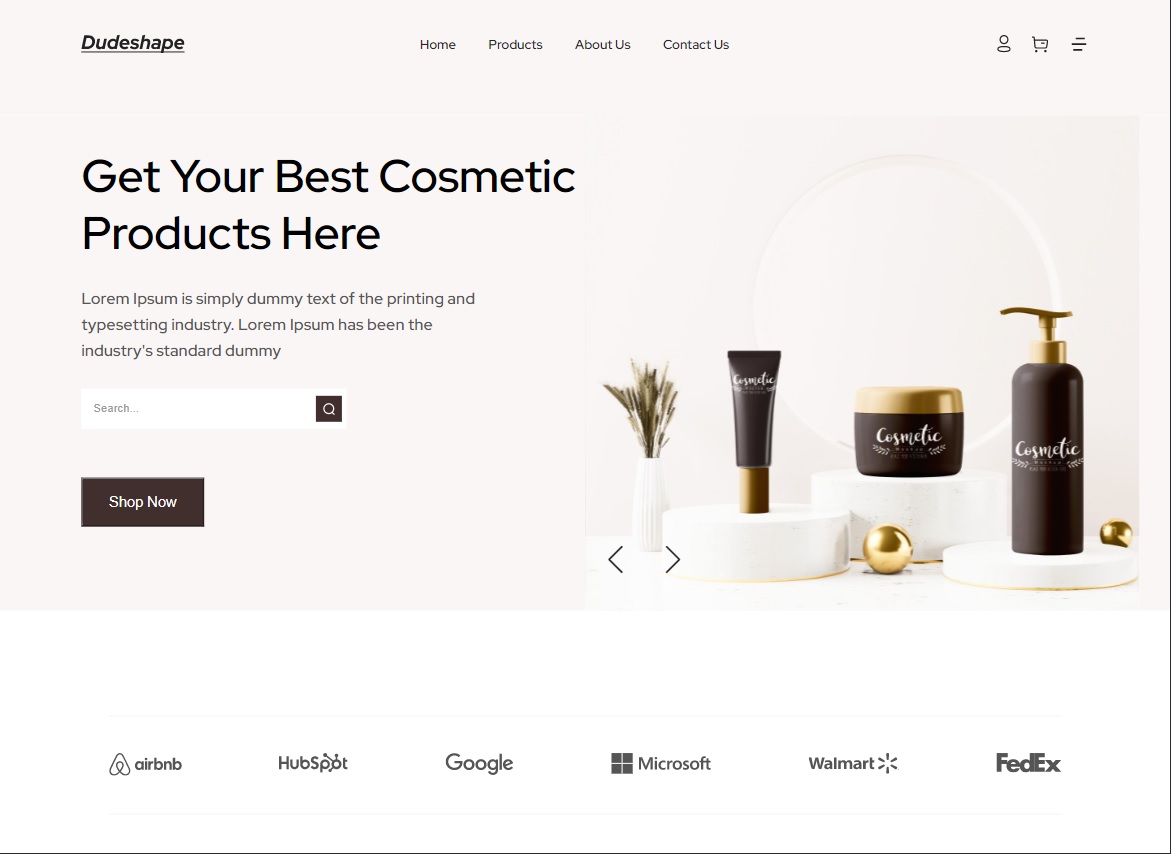 Dudeshape
Home Products About Us Contact Us
Get Your Best Cosmetic
Products Here
Lorem Ipsum is simply dummy text of the printing and
typesetting industry. Lorem Ipsum has been the
industry's standard dummy
Search...
Shop Now
Cosmetic
Cosmetic
Cosmetic
airbnb HubSpot Google Microsoft Walmart FedEx